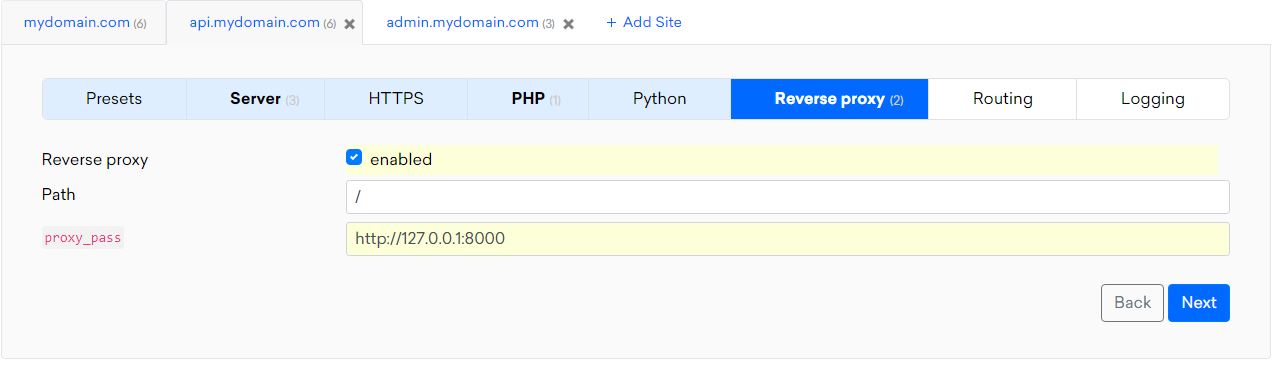 mydomain.com (6) api.mydomain.com (6) × admin.mydomain.com (3) × + Add Site
Presets Server (3) HTTPS PHP (1) Python Reverse proxy (2) Routing Logging
Reverse proxy enabled
Path /
proxy_pass http://127.0.0.1:8000
Back Next